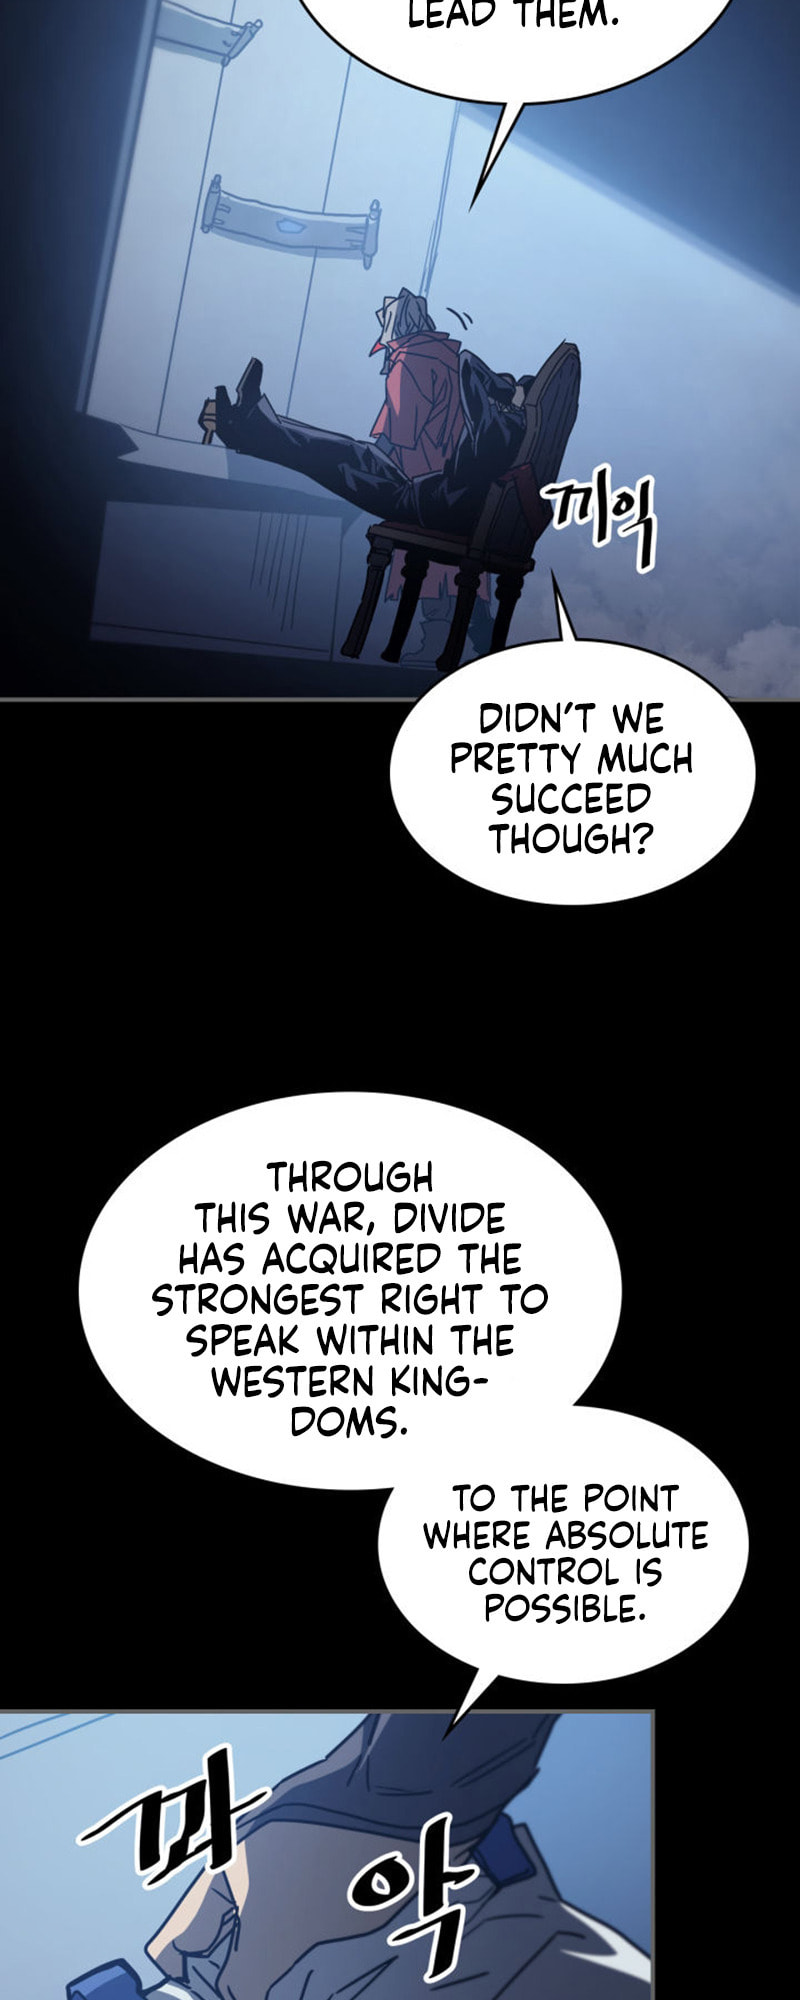 LEAD THEM.
끼익
DIDN'T WE
PRETTY MUCH
SUCCEED
THOUGH?
THROUGH
THIS WAR, DIVIDE
HAS ACQUIRED THE
STRONGEST RIGHT TO
SPEAK WITHIN THE
WESTERN KING-
DOMS.
TO THE POINT
WHERE ABSOLUTE
CONTROL IS
POSSIBLE.
꽈
악